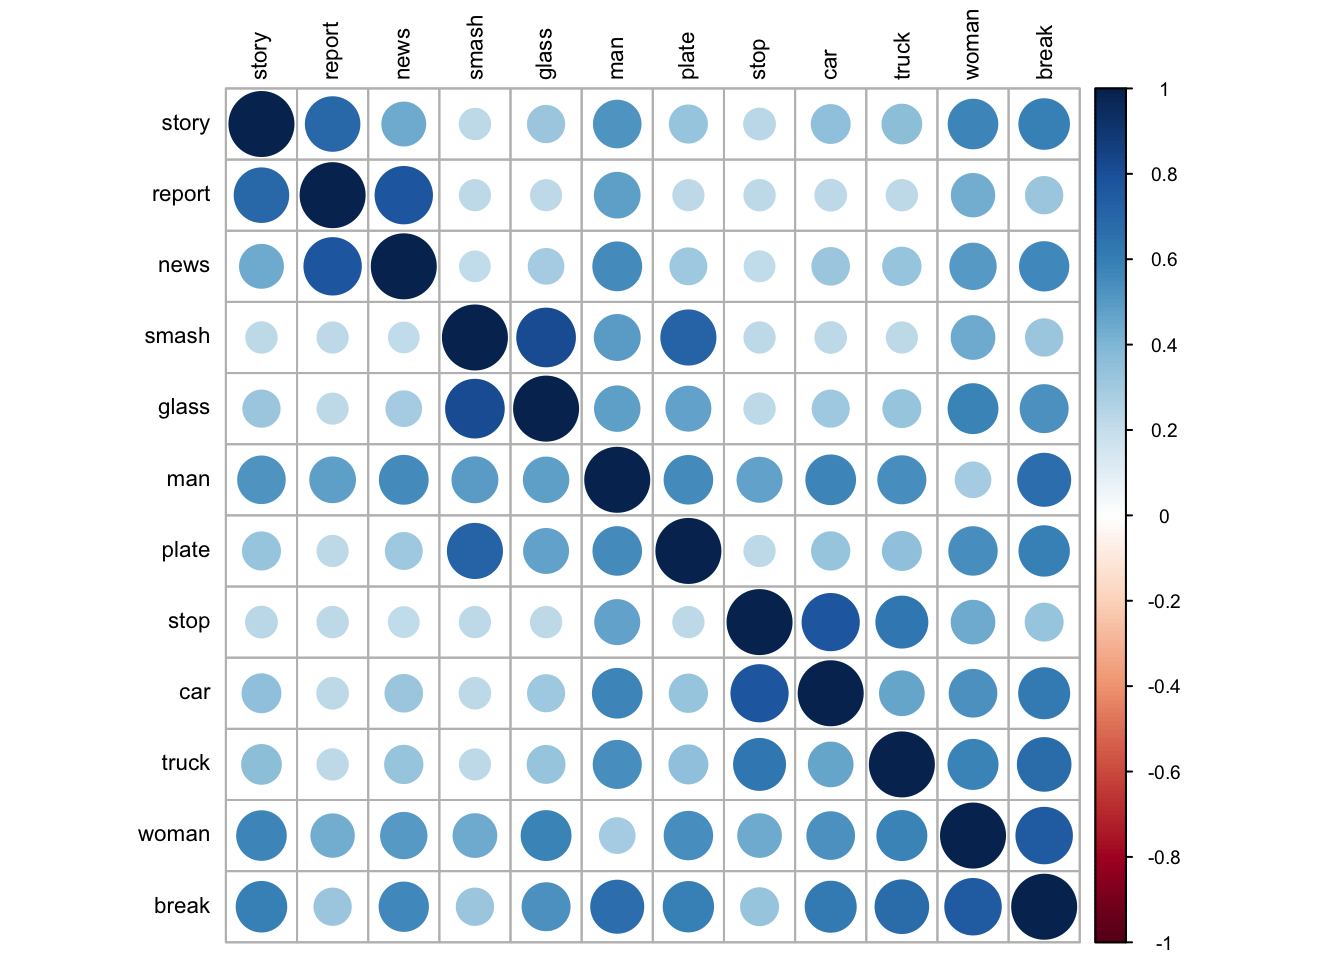 story report news smash glass man plate stop car truck woman break
story
report
news
smash
glass
man
plate
stop
car
truck
woman
break
1
0.8
0.6
0.4
0.2
0
-0.2
-0.4
-0.6
-0.8
-1